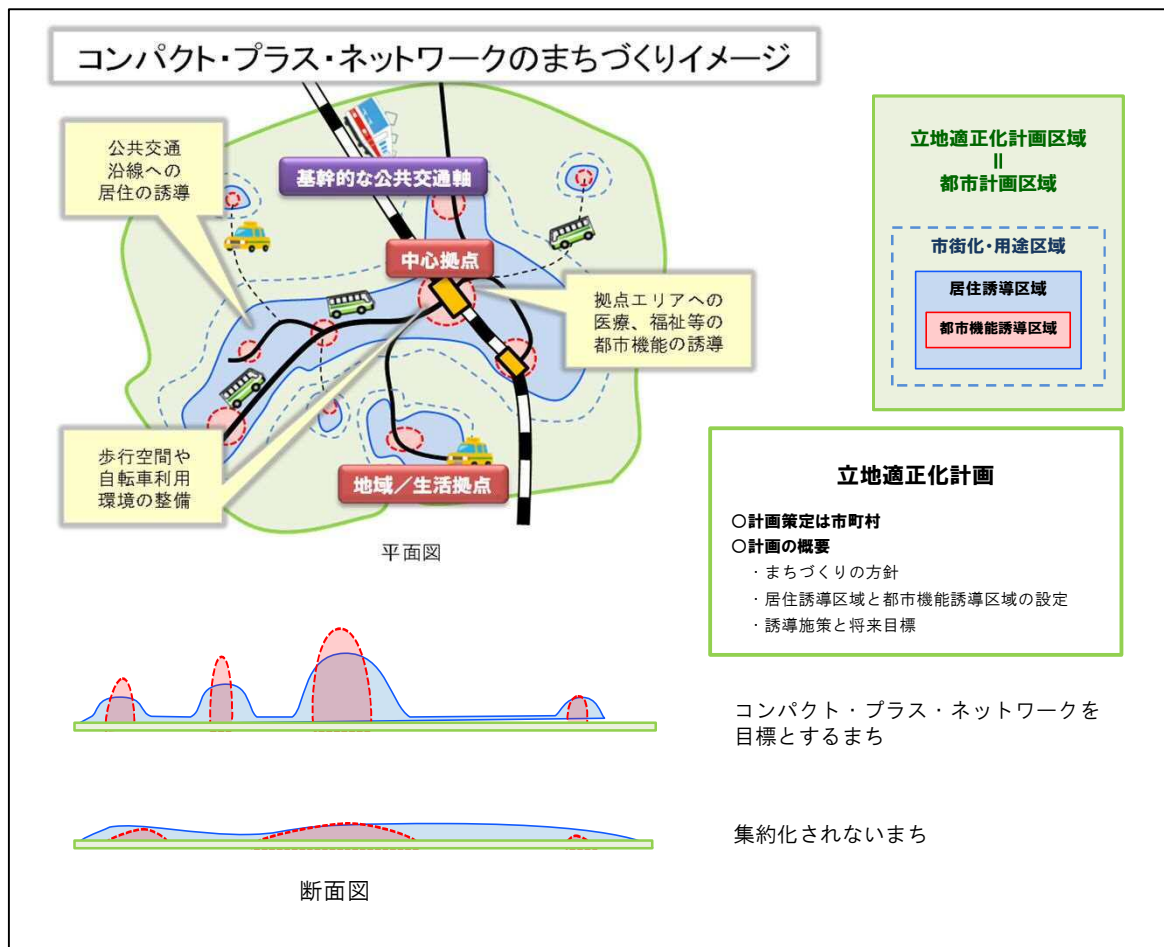 コンパクト・プラス・ネットワークのまちづくりイメージ
公共交通
沿線への
居住の誘導
基幹的な公共交通軸
中心拠点
拠点エリアへの
医療、福祉等の
都市機能の誘導
歩行空間や
自転車利用
環境の整備
地域／生活拠点
平面図
立地適正化計画区域
॥
都市計画区域
市街化・用途区域
居住誘導区域
都市機能誘導区域
立地適正化計画
○計画策定は市町村
○計画の概要
・まちづくりの方針
・居住誘導区域と都市機能誘導区域の設定
・誘導施策と将来目標
コンパクト・プラス・ネットワークを
目標とするまち
集約化されないまち
断面図